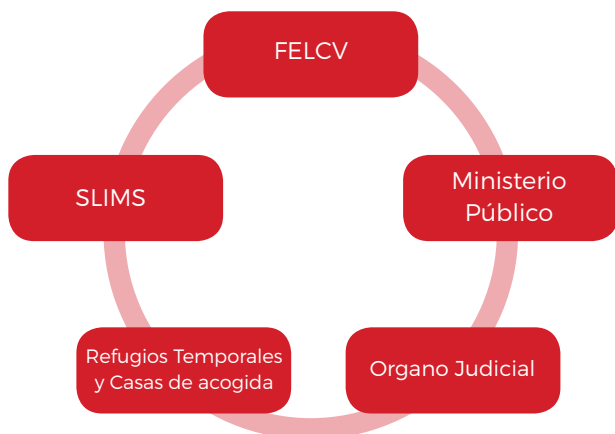 FELCV
SLIMS
Ministerio
Público
Refugios Temporales
y Casas de acogida
Organo Judicial